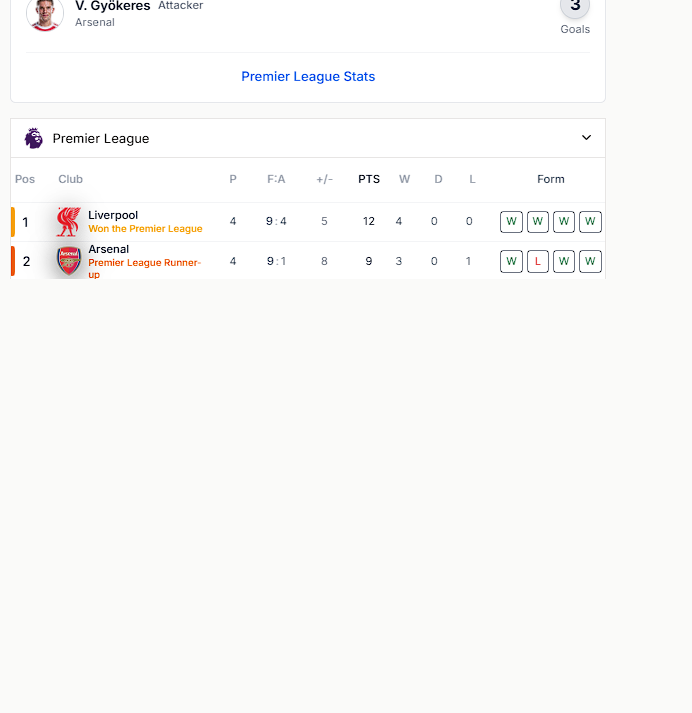 V. Gyökeres Attacker 3
Arsenal Goals
Premier League Stats
Premier League
Pos Club P F:A +/- PTS W D L Form
1 Liverpool 4 9:4 5 12 4 0 0 W W W W
Won the Premier League
2 Arsenal 4 9:1 8 9 3 0 1 W L W W
Premier League Runner-
up